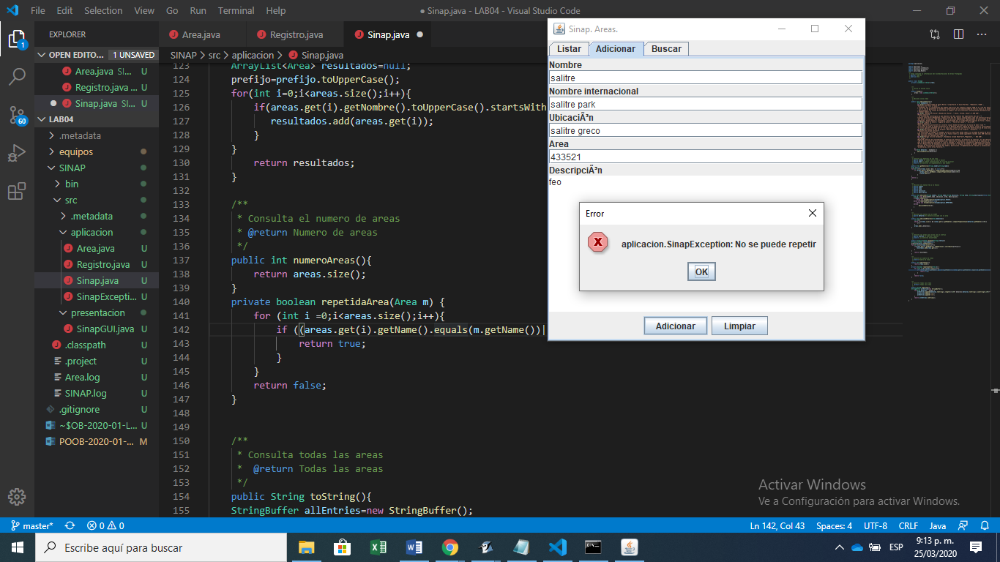 File Edit Selection View Go Run Terminal Help
● Sinap.java - LAB04 - Visual Studio Code
EXPLORER
OPEN EDITO... 1 UNSAVED
Area.java SI... U
Registro.java ... U
Sinap.java SI... U
LAB04
.metadata
equipos
SINAP
bin
src
.metadata
aplicacion
Area.java U
Registro.java U
Sinap.java U
SinapExcepti... U
presentacion
SinapGUI.java U
.classpath U
.project U
Area.log U
SINAP.log U
.gitignore U
~$OB-2020-01-L... U
POOB-2020-01-... M
1
60
Area.java Registro.java Sinap.java ●
SINAP > src > aplicacion > Sinap.java
123 ArrayList<Area> resultados=null;
124 prefijo=prefijo.toUpperCase();
125 for(int i=0;i<areas.size();i++){
126 if(areas.get(i).getNombre().toUpperCase().startsWith
127 resultados.add(areas.get(i));
128 }
129 }
130 return resultados;
131 }
132
133 /**
134 * Consulta el numero de areas
135 * @return Numero de areas
136 */
137 public int numeroAreas(){
138 return areas.size();
139 }
140 private boolean repetidaArea(Area m) {
141 for (int i =0;i<areas.size();i++){
142 if ((areas.get(i).getName().equals(m.getName())|
143 return true;
144 }
145 }
146 return false;
147 }
148
149
150 /**
151 * Consulta todas las areas
152 * @return Todas las areas
153 */
154 public String toString(){
155 StringBuffer allEntries=new StringBuffer();
Sinap. Areas.
Listar Adicionar Buscar
Nombre
salitre
Nombre internacional
salitre park
UbicaciÃ³n
salitre greco
Area
433521
DescripciÃ³n
feo
Error
aplicacion.SinapException: No se puede repetir
OK
Adicionar Limpiar
Activar Windows
Ve a Configuración para activar Windows.
master* 0 0 Ln 142, Col 43 Spaces: 4 UTF-8 CRLF Java
Escribe aquí para buscar
ESP
9:13 p. m.
25/03/2020